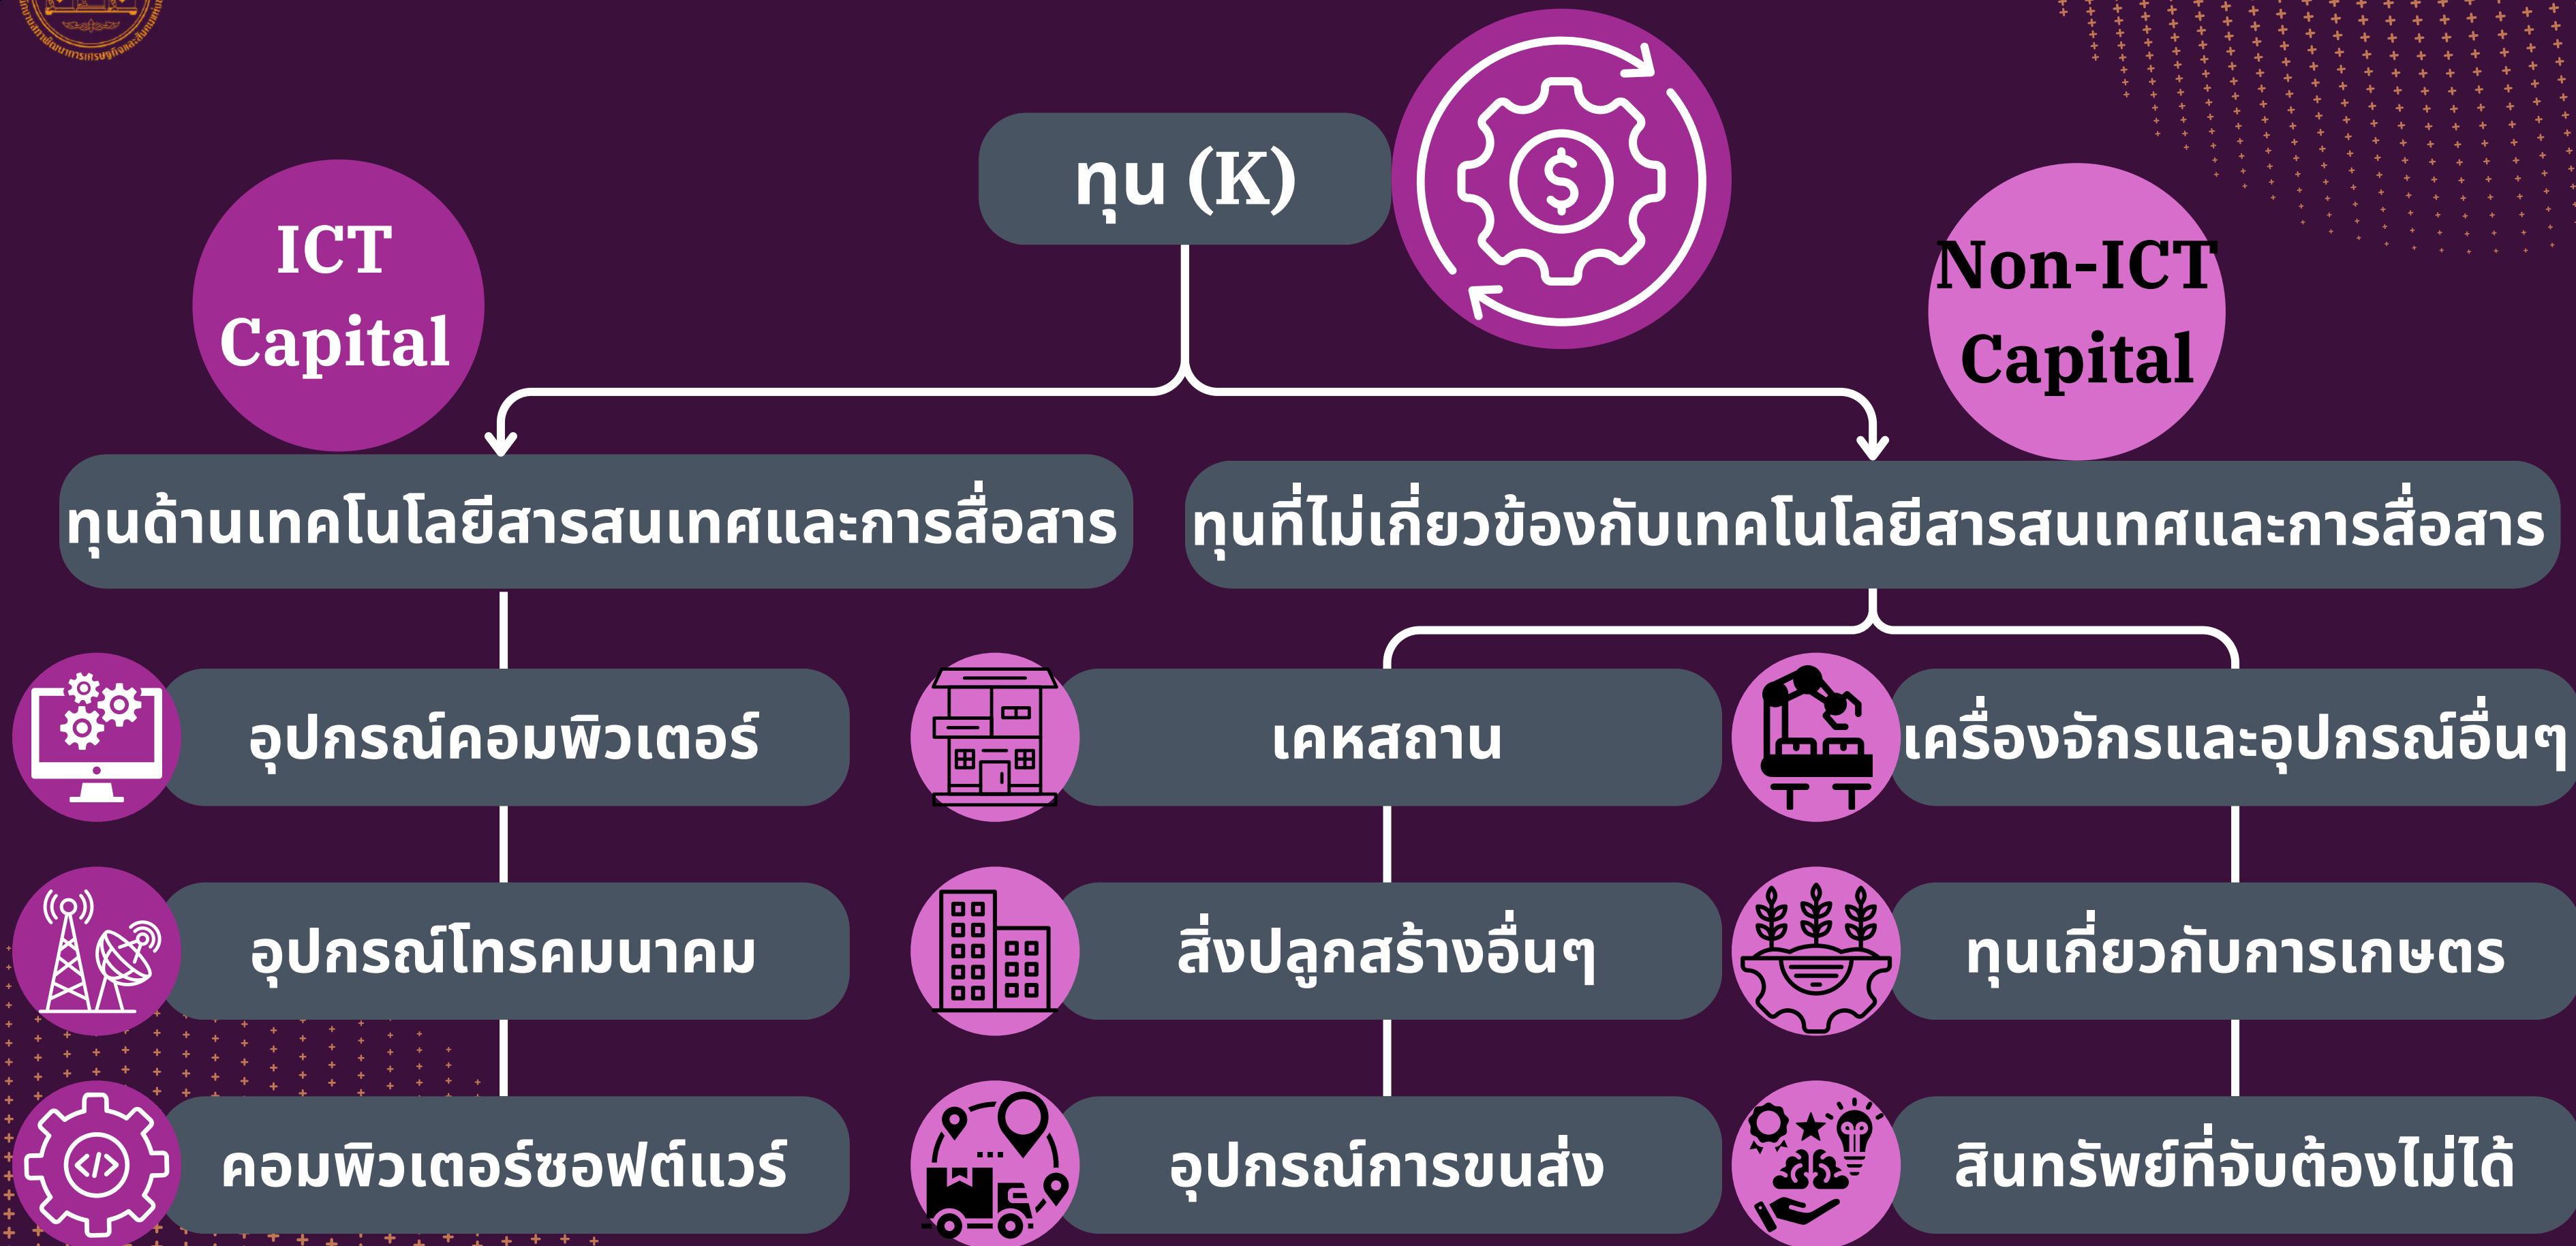 ทุน (K)
ICT
Capital
Non-ICT
Capital
ทุนด้านเทคโนโลยีสารสนเทศและการสื่อสาร
ทุนที่ไม่เกี่ยวข้องกับเทคโนโลยีสารสนเทศและการสื่อสาร
อุปกรณ์คอมพิวเตอร์
อุปกรณ์โทรคมนาคม
คอมพิวเตอร์ซอฟต์แวร์
เคหสถาน
สิ่งปลูกสร้างอื่นๆ
อุปกรณ์การขนส่ง
เครื่องจักรและอุปกรณ์อื่นๆ
ทุนเกี่ยวกับการเกษตร
สินทรัพย์ที่จับต้องไม่ได้